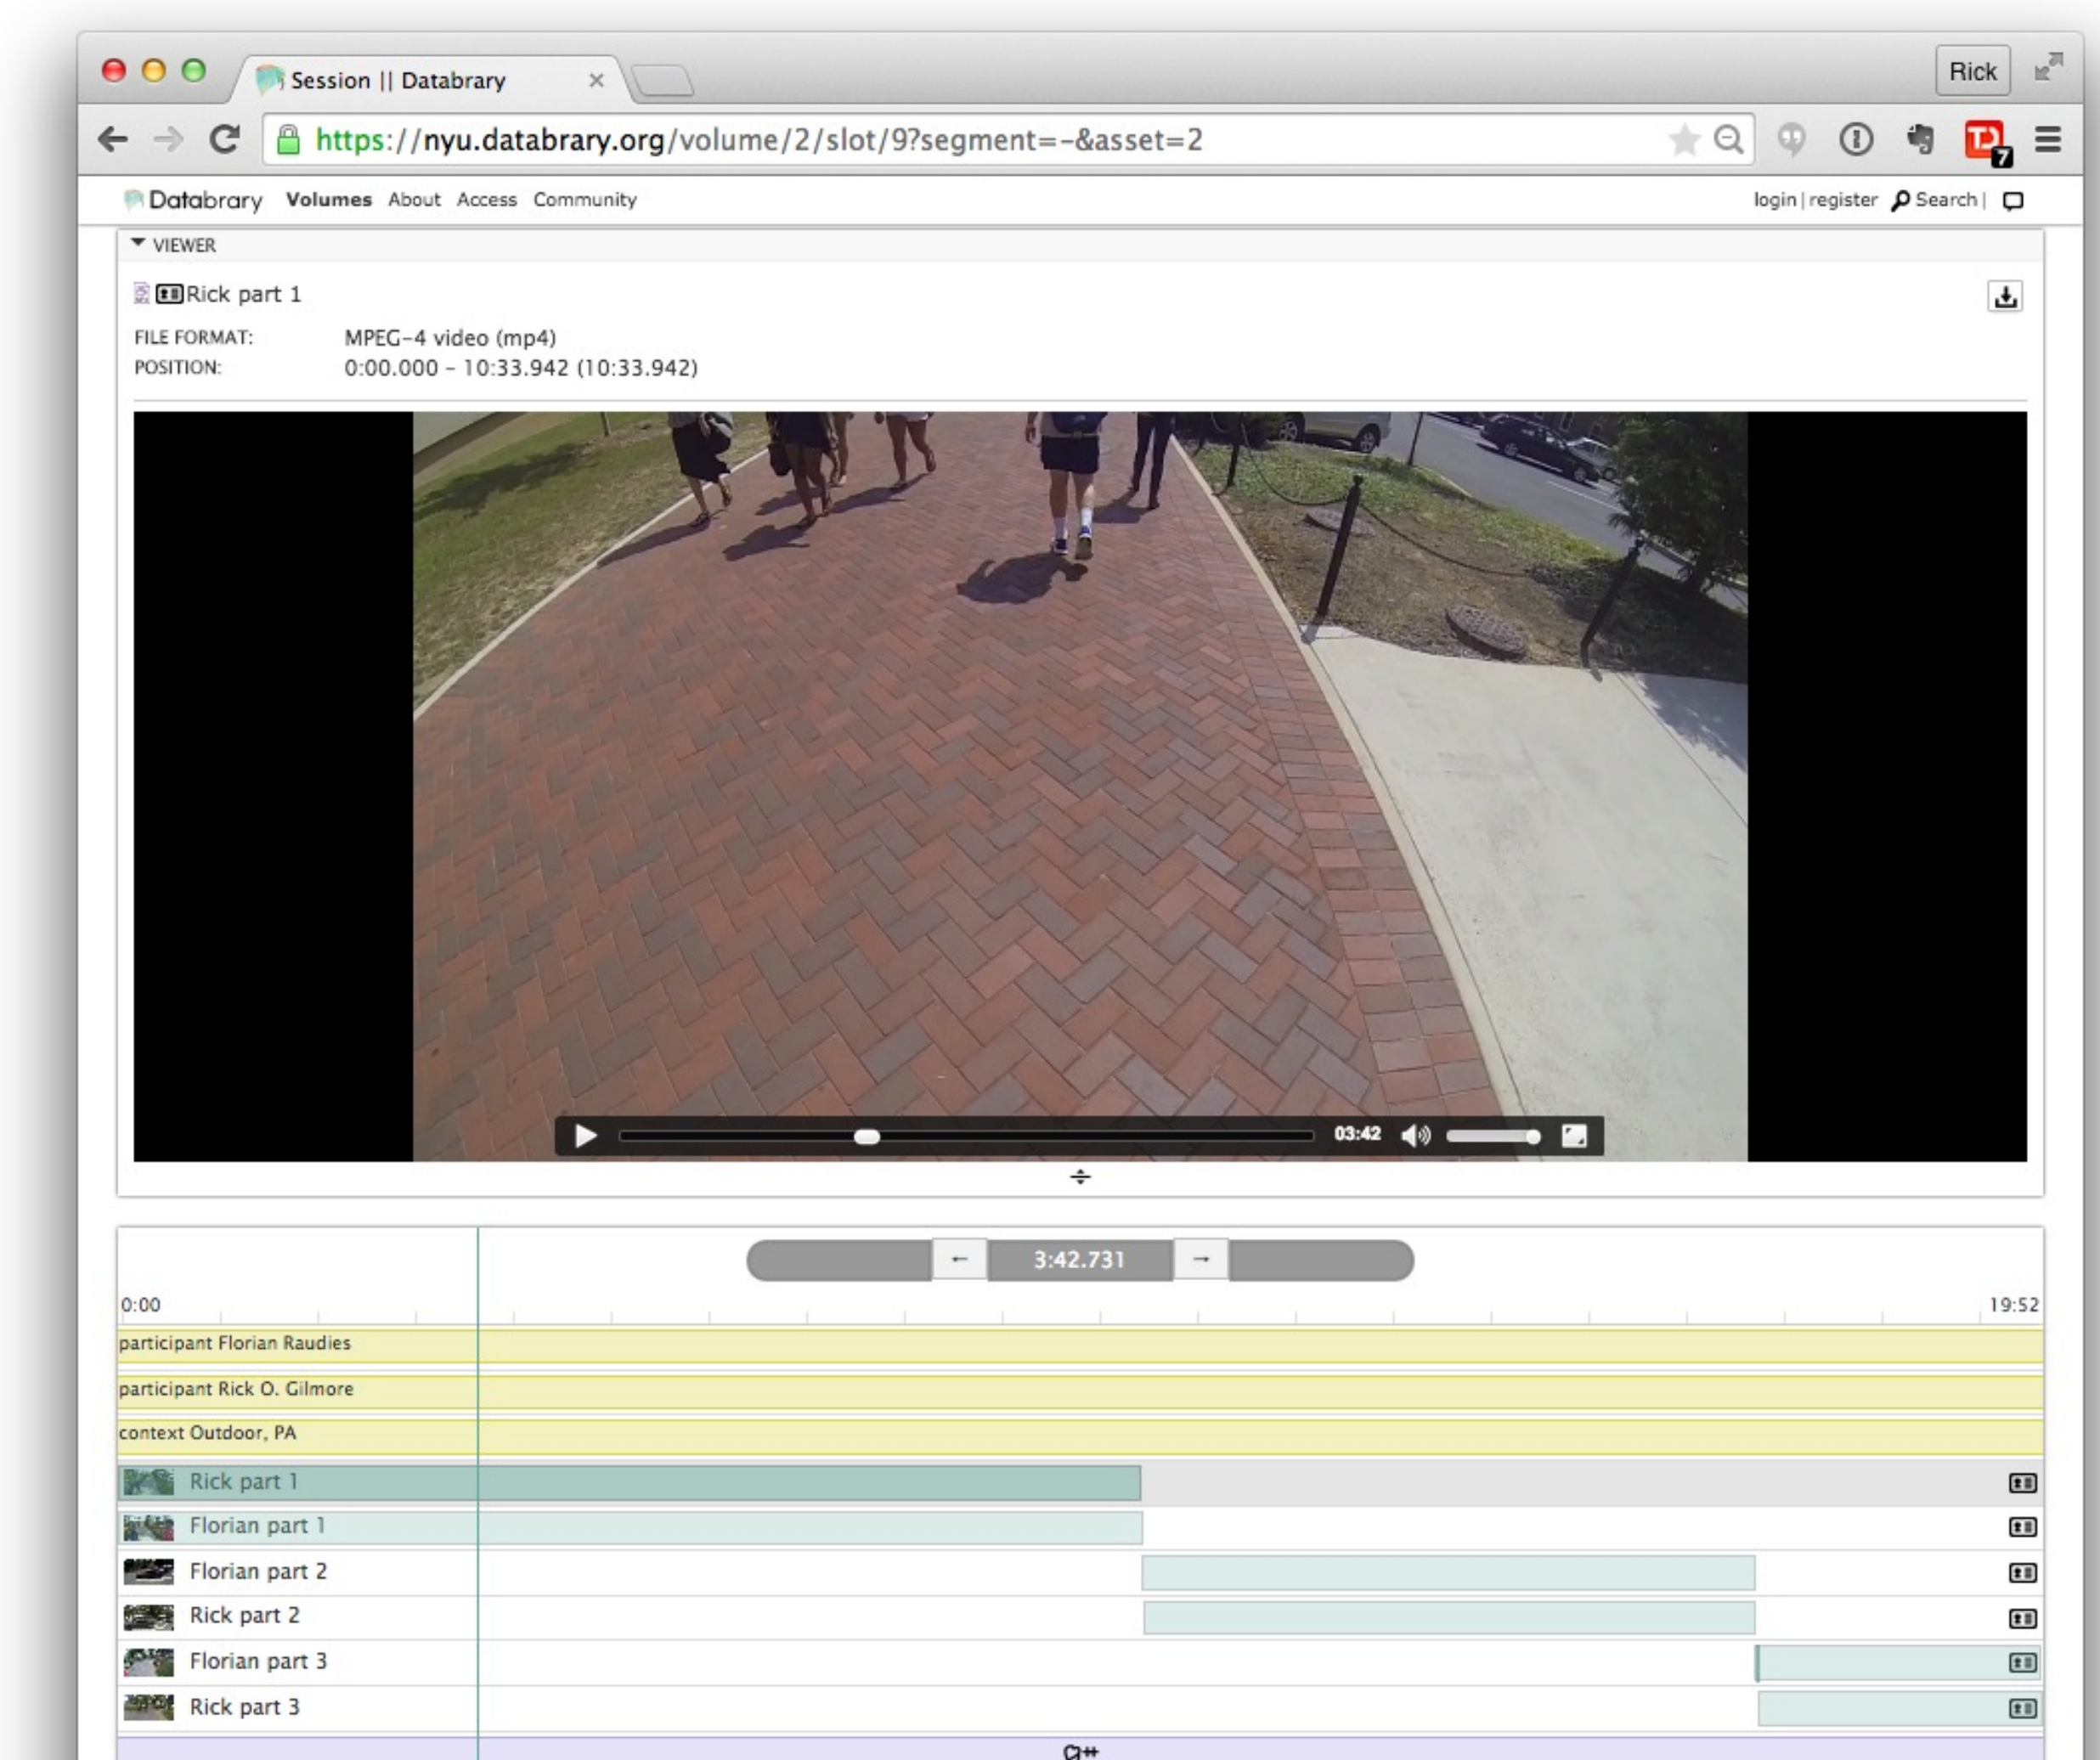 Session || Databrary
Rick
https://nyu.databrary.org/volume/2/slot/9?segment=-&asset=2
7
Databrary Volumes About Access Community login | register Search |
VIEWER
Rick part 1
FILE FORMAT: MPEG-4 video (mp4)
POSITION: 0:00.000 - 10:33.942 (10:33.942)
03:42
← 3:42.731 →
0:00 19:52
participant Florian Raudies
participant Rick O. Gilmore
context Outdoor, PA
Rick part 1
Florian part 1
Florian part 2
Rick part 2
Florian part 3
Rick part 3